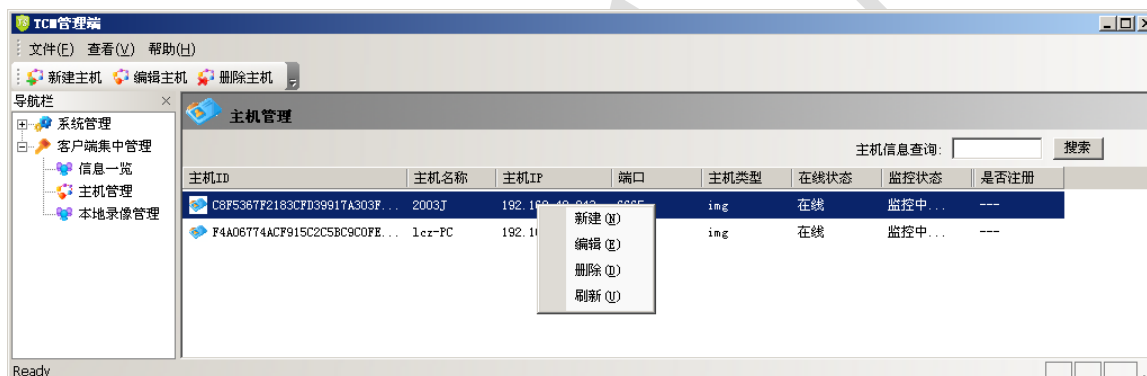 TCM管理端
文件(F) 查看(V) 帮助(H)
新建主机 编辑主机 删除主机
导航栏
主机管理
系统管理
客户端集中管理
信息一览
主机管理
本地录像管理
主机信息查询: 搜索
主机ID 主机名称 主机IP 端口 主机类型 在线状态 监控状态 是否注册
C8F5367F2183CFD39917A303F... 2003J img 在线 监控中... ---
F4A06774ACF915C2C5BC9C0FE... lcz-PC img 在线 监控中... ---
新建(N)
编辑(E)
删除(D)
刷新(U)
Ready